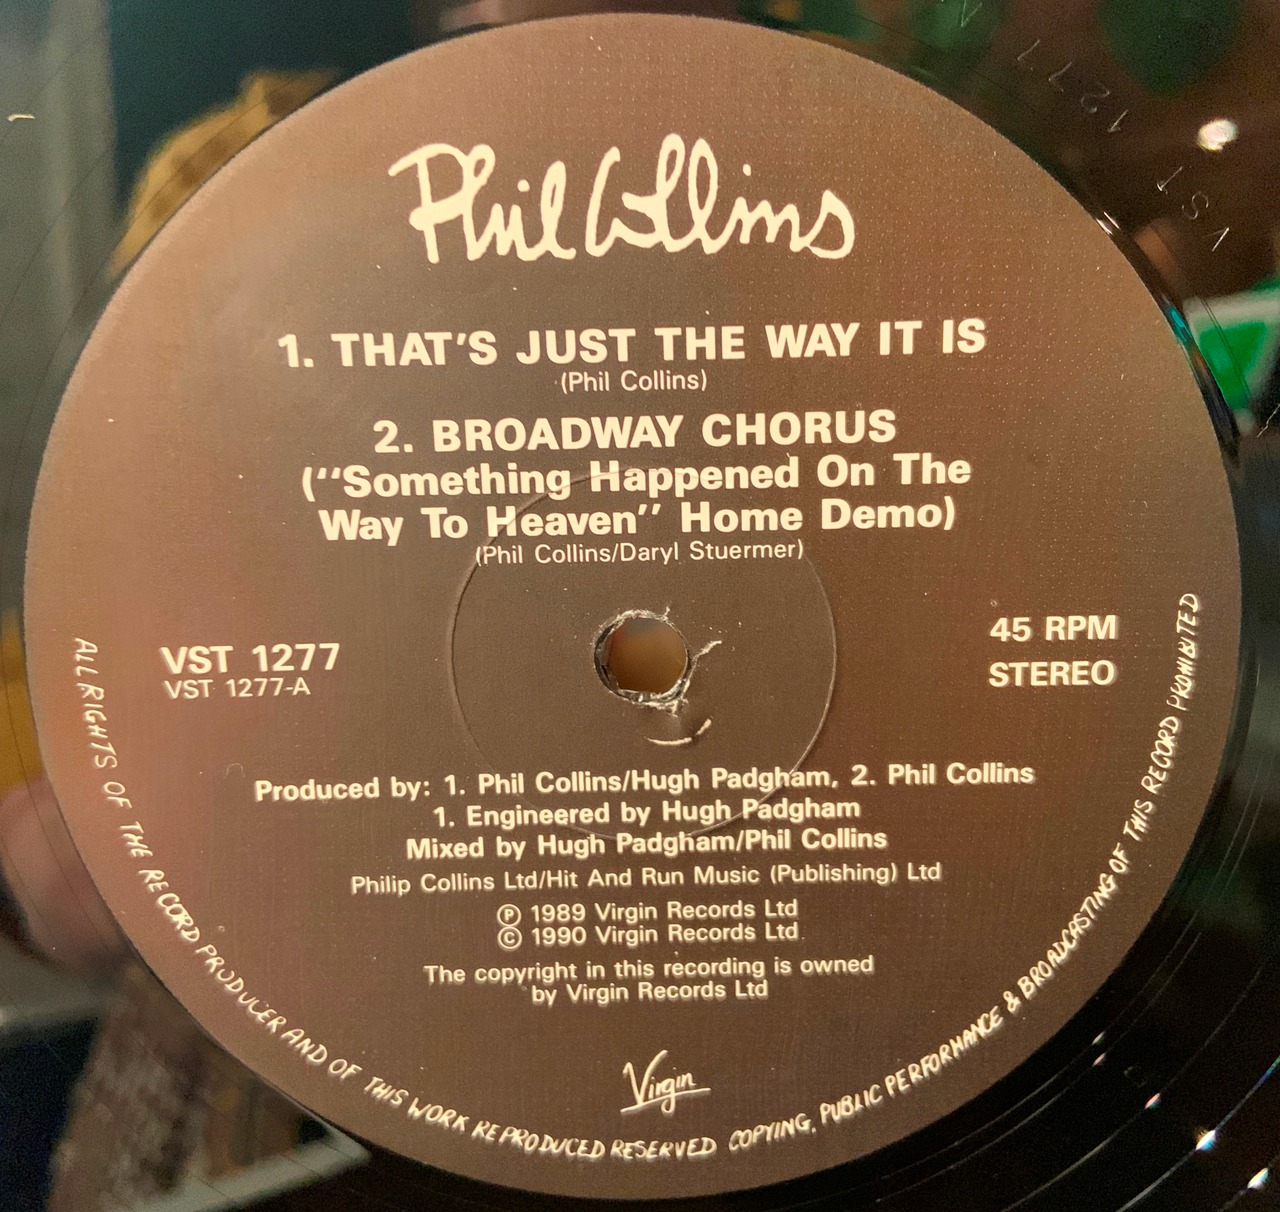 Phil Collins
1. THAT'S JUST THE WAY IT IS
(Phil Collins)
2. BROADWAY CHORUS
(''Something Happened On The
Way To Heaven'' Home Demo)
(Phil Collins/Daryl Stuermer)
VST 1277
VST 1277-A
45 RPM
STEREO
Produced by: 1. Phil Collins/Hugh Padgham, 2. Phil Collins
1. Engineered by Hugh Padgham
Mixed by Hugh Padgham/Phil Collins
Philip Collins Ltd/Hit And Run Music (Publishing) Ltd
℗ 1989 Virgin Records Ltd
© 1990 Virgin Records Ltd
The copyright in this recording is owned
by Virgin Records Ltd
Virgin
ALL RIGHTS OF THE RECORD PRODUCER AND OF THIS WORK REPRODUCED RESERVED COPYING, PUBLIC PERFORMANCE & BROADCASTING OF THIS RECORD PROHIBITED
VST 1277